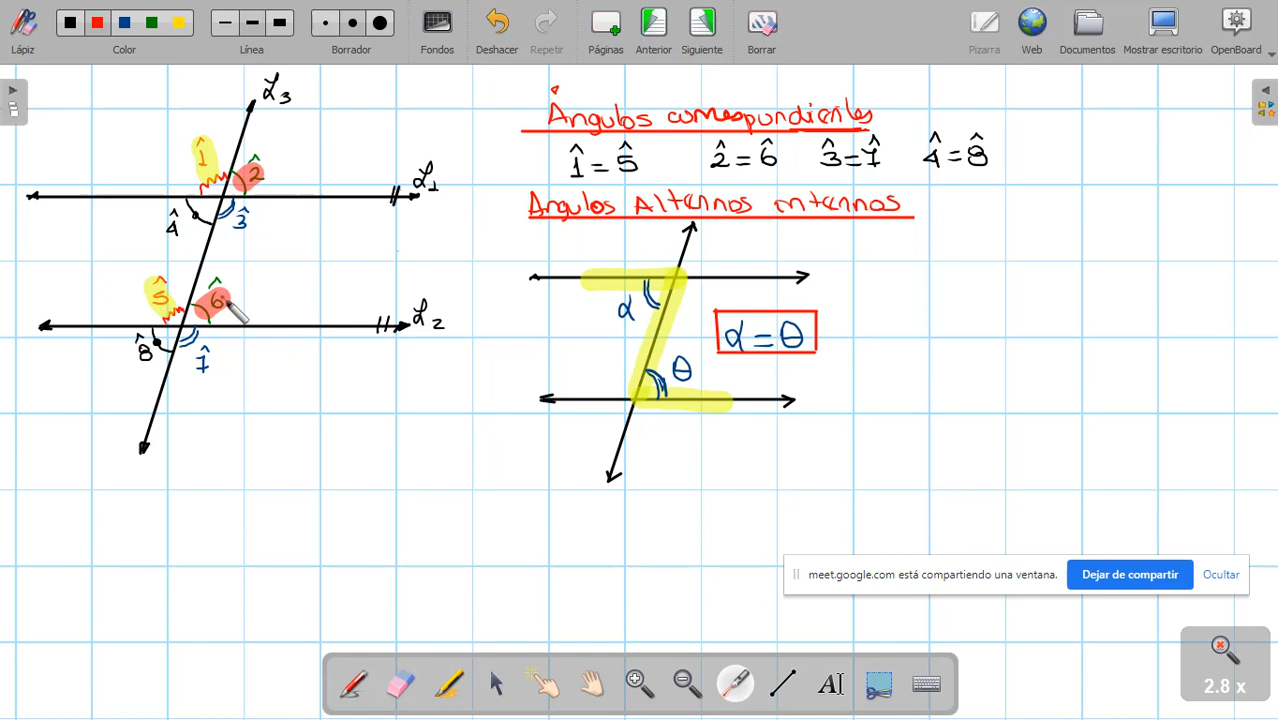 Lápiz
Color
Línea
Borrador
Fondos
Deshacer
Repetir
Páginas
Anterior
Siguiente
Borrar
Pizarra
Web
Documentos
Mostrar escritorio
OpenBoard
L3
1̂
2̂
L1
4̂
3̂
5̂
6̂
L2
8̂
7̂
Ángulos correspondientes
1̂ = 5̂ 2̂ = 6̂ 3̂ = 7̂ 4̂ = 8̂
Angulos Alternos internos
α
θ
α = θ
meet.google.com está compartiendo una ventana.
Dejar de compartir
Ocultar
AI
2.8 x